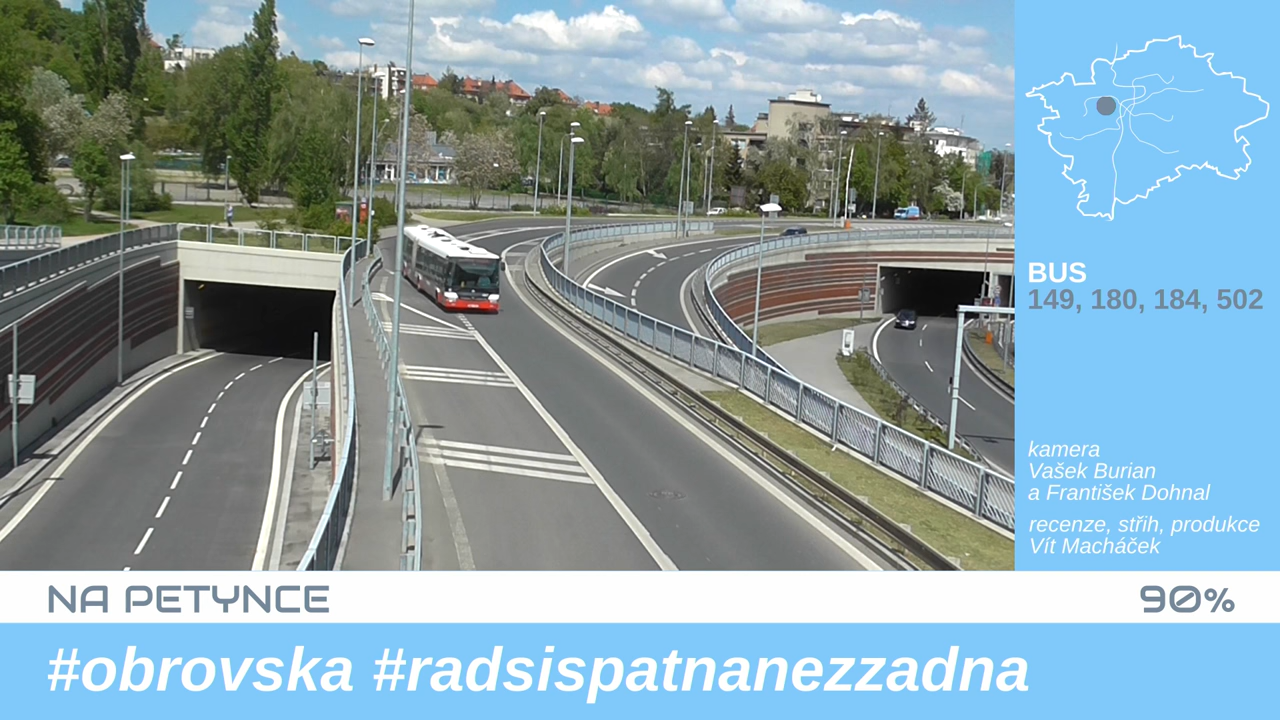 BUS
149, 180, 184, 502
kamera
Vašek Burian
a František Dohnal
recenze, střih, produkce
Vít Macháček
NA PETYNCE
90%
#obrovska #radsispatnanezzadna